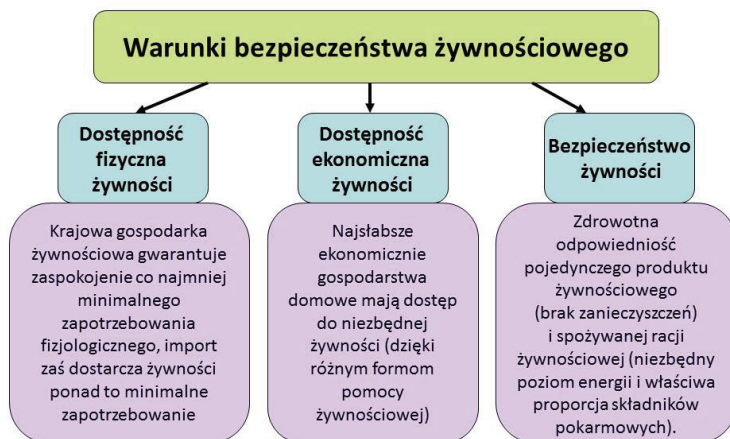 Warunki bezpieczeństwa żywnościowego
Dostępność
fizyczna
żywności
Krajowa gospodarka
żywnościowa gwarantuje
zaspokojenie co najmniej
minimalnego
zapotrzebowania
fizjologicznego, import
zaś dostarcza żywności
ponad to minimalne
zapotrzebowanie
Dostępność
ekonomiczna
żywności
Najsłabsze
ekonomicznie
gospodarstwa
domowe mają dostęp
do niezbędnej
żywności (dzięki
różnym formom
pomocy
żywnościowej)
Bezpieczeństwo
żywności
Zdrowotna
odpowiedniość
pojedynczego produktu
żywnościowego
(brak zanieczyszczeń)
i spożywanej racji
żywnościowej (niezbędny
poziom energii i właściwa
proporcja składników
pokarmowych).